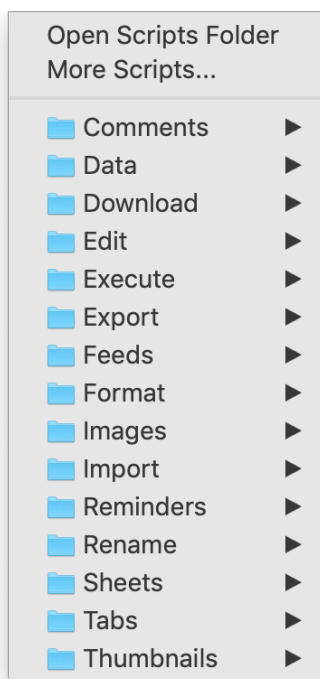 Open Scripts Folder
More Scripts...
Comments
Data
Download
Edit
Execute
Export
Feeds
Format
Images
Import
Reminders
Rename
Sheets
Tabs
Thumbnails